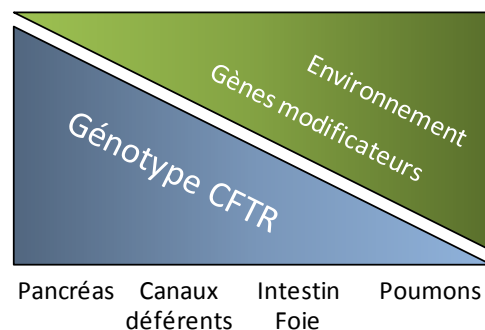 Environnement
Gènes modificateurs
Génotype CFTR
Pancréas Canaux Intestin Poumons
déférents Foie